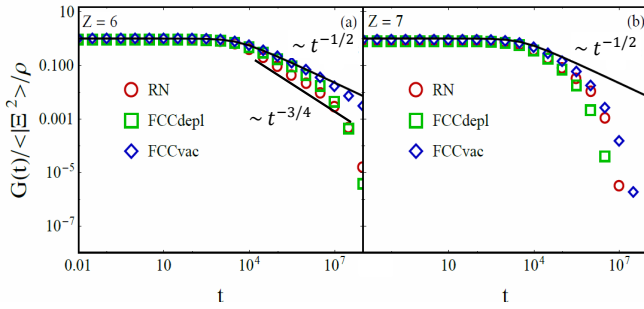 Z = 6 (a)
~ t^{-1/2}
~ t^{-3/4}
RN
FCCdepl
FCCvac
Z = 7 (b)
~ t^{-1/2}
RN
FCCdepl
FCCvac
G(t)/<|Ξ^2>/ρ
10
0.100
0.001
10^{-5}
10^{-7}
0.01 10 10^4 10^7 10 10^4 10^7
t t